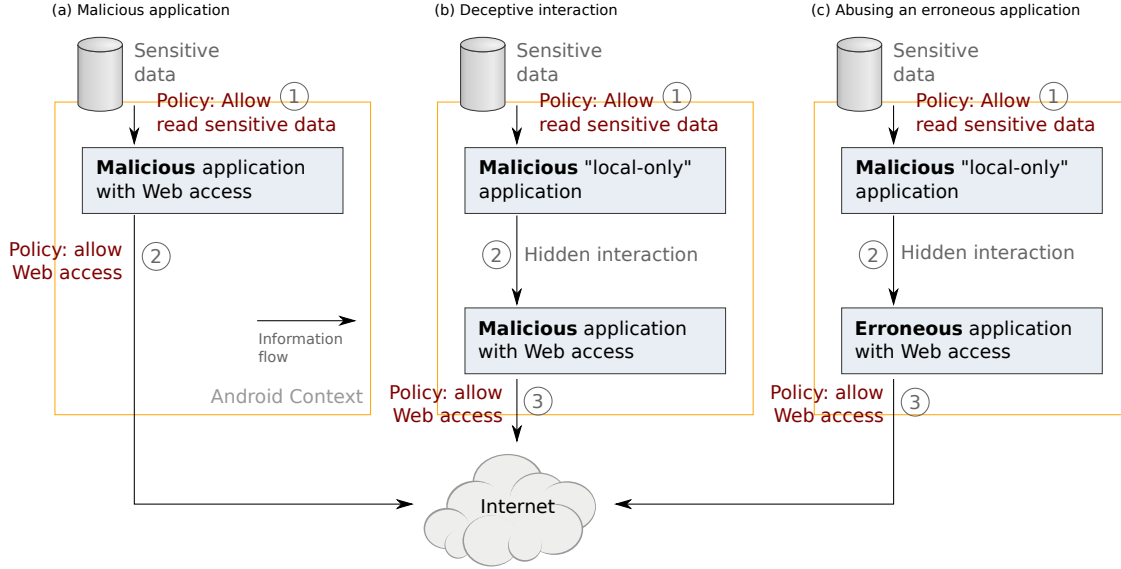 (a) Malicious application
Sensitive
data
Policy: Allow 1
read sensitive data
Malicious application
with Web access
Policy: allow
Web access
2
Information
flow
Android Context
(b) Deceptive interaction
Sensitive
data
Policy: Allow 1
read sensitive data
Malicious "local-only"
application
2 Hidden interaction
Malicious application
with Web access
Policy: allow
Web access
3
(c) Abusing an erroneous application
Sensitive
data
Policy: Allow 1
read sensitive data
Malicious "local-only"
application
2 Hidden interaction
Erroneous application
with Web access
Policy: allow
Web access
3
Internet